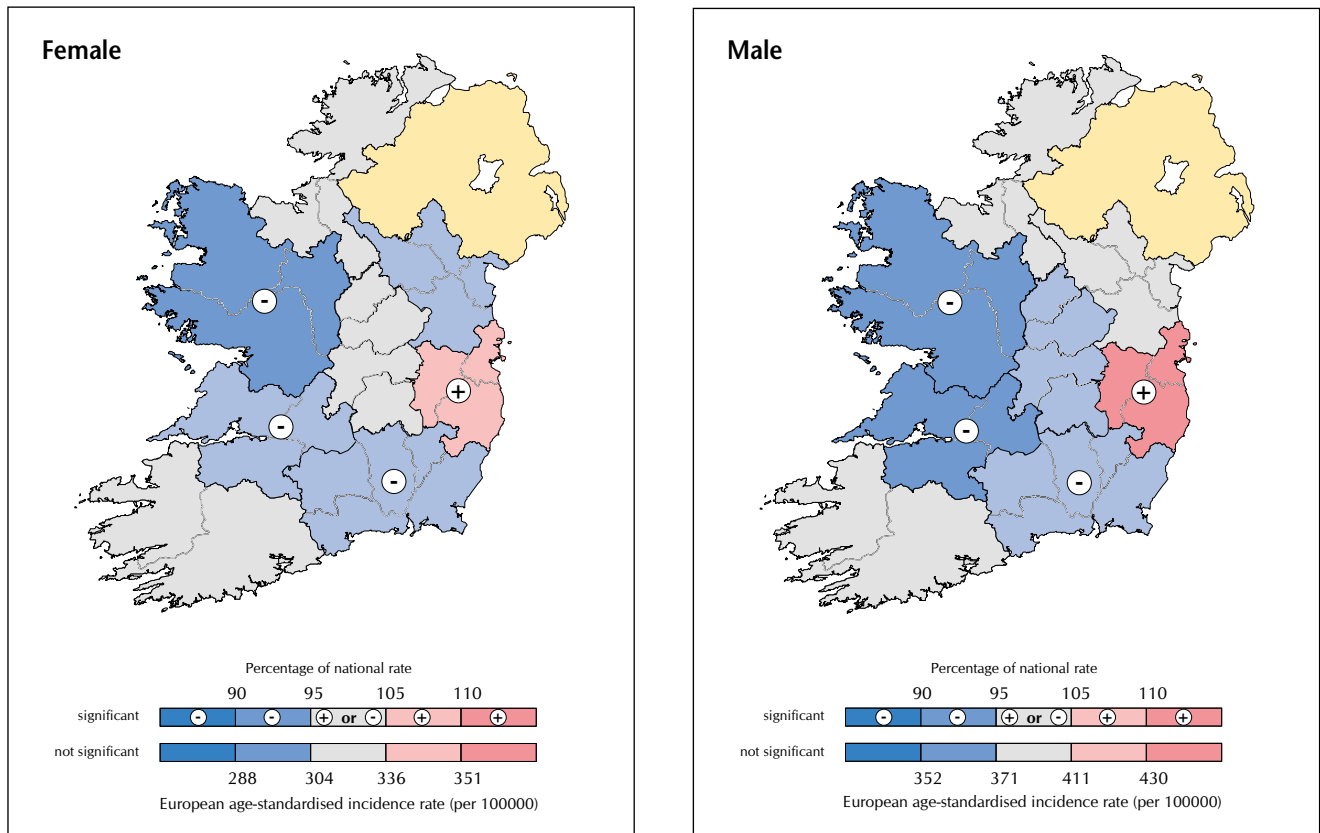 Female
-
-
-
+
Percentage of national rate
90 95 105 110
significant - - + or - + +
not significant
288 304 336 351
European age-standardised incidence rate (per 100000)
Male
-
+
-
-
Percentage of national rate
90 95 105 110
significant - - + or - + +
not significant
352 371 411 430
European age-standardised incidence rate (per 100000)